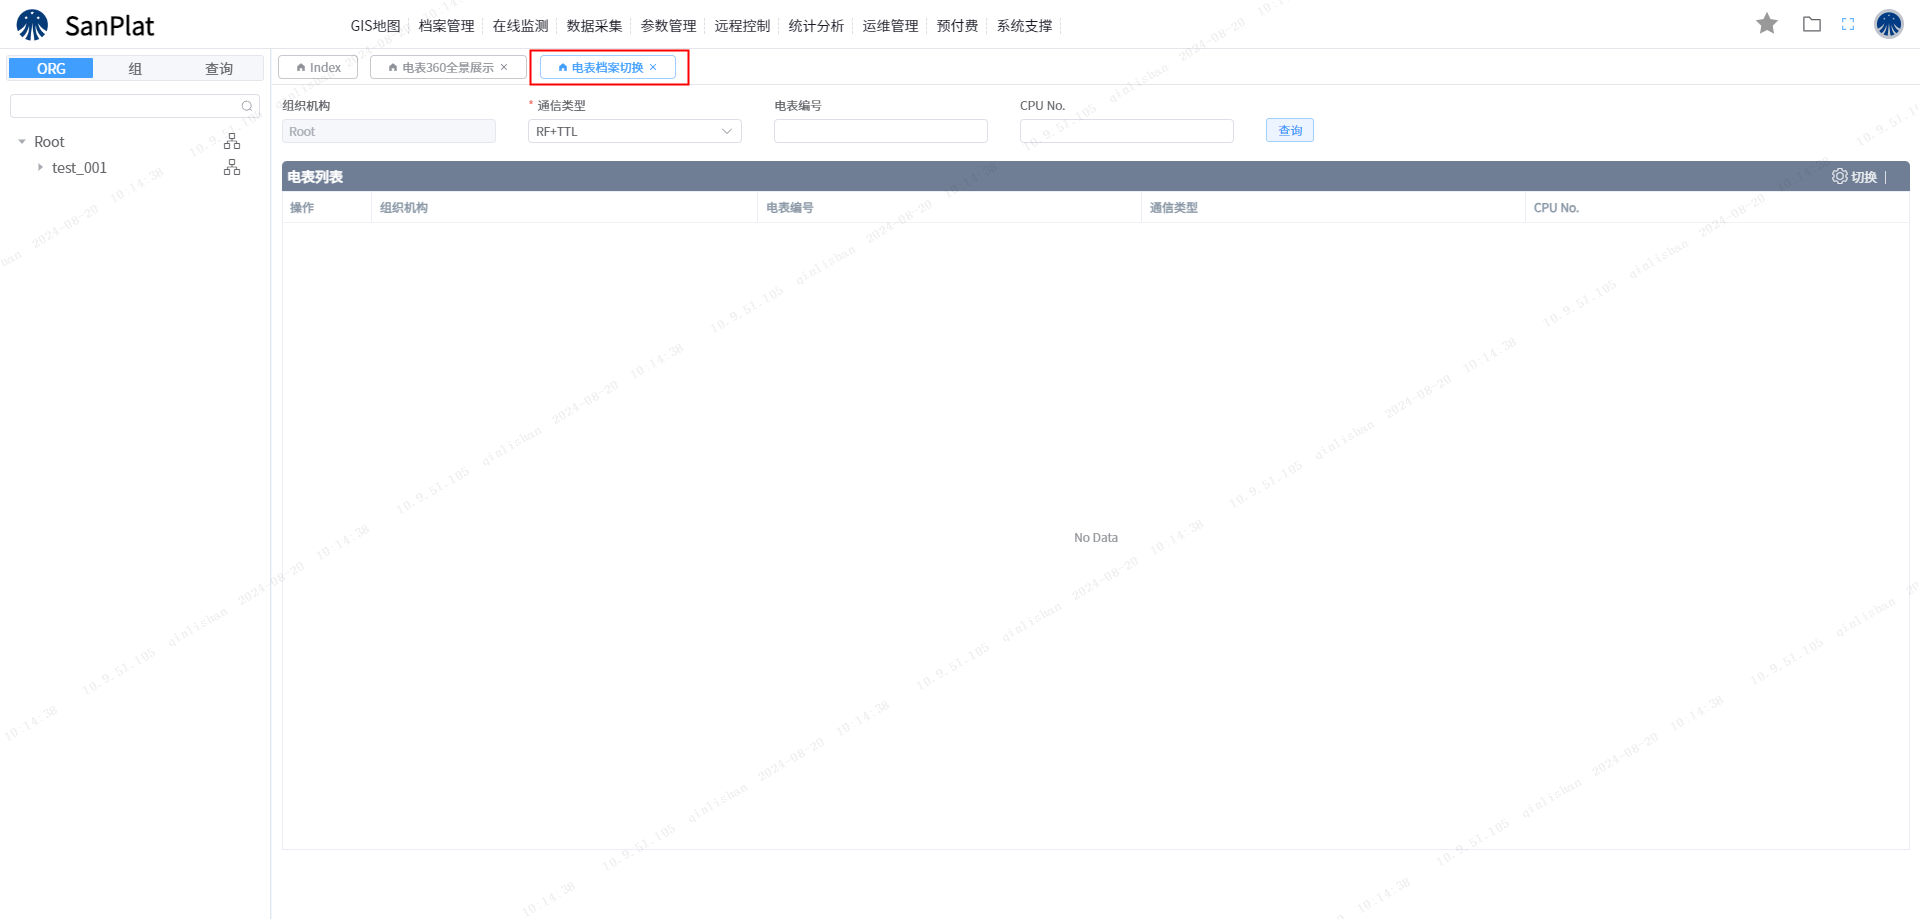 SanPlat
GIS地图 档案管理 在线监测 数据采集 参数管理 远程控制 统计分析 运维管理 预付费 系统支撑
ORG 组 查询
Index 电表360全景展示 × 电表档案切换 ×
组织机构 * 通信类型 电表编号 CPU No.
Root RF+TTL 查询
Root
test_001
电表列表 切换
操作 组织机构 电表编号 通信类型 CPU No.
No Data
10.9.51.105 qinlishan 2024-08-20 10:14:38